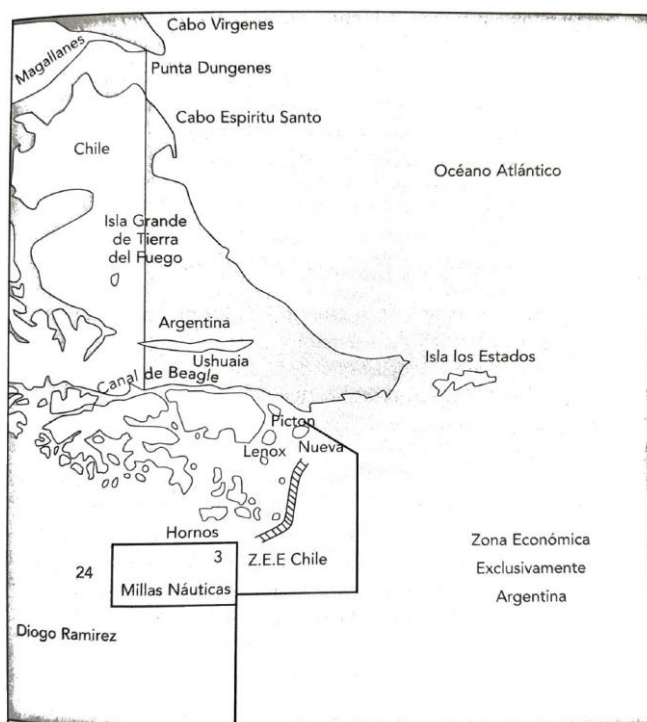 Cabo Virgenes
Magallanes
Punta Dungenes
Cabo Espiritu Santo
Chile
Océano Atlántico
Isla Grande
de Tierra
del Fuego
Argentina
Ushuaia
Isla los Estados
Canal de Beagle
Picton
Lenox
Nueva
Hornos
3
Z.E.E Chile
24
Millas Náuticas
Zona Económica
Exclusivamente
Argentina
Diogo Ramirez